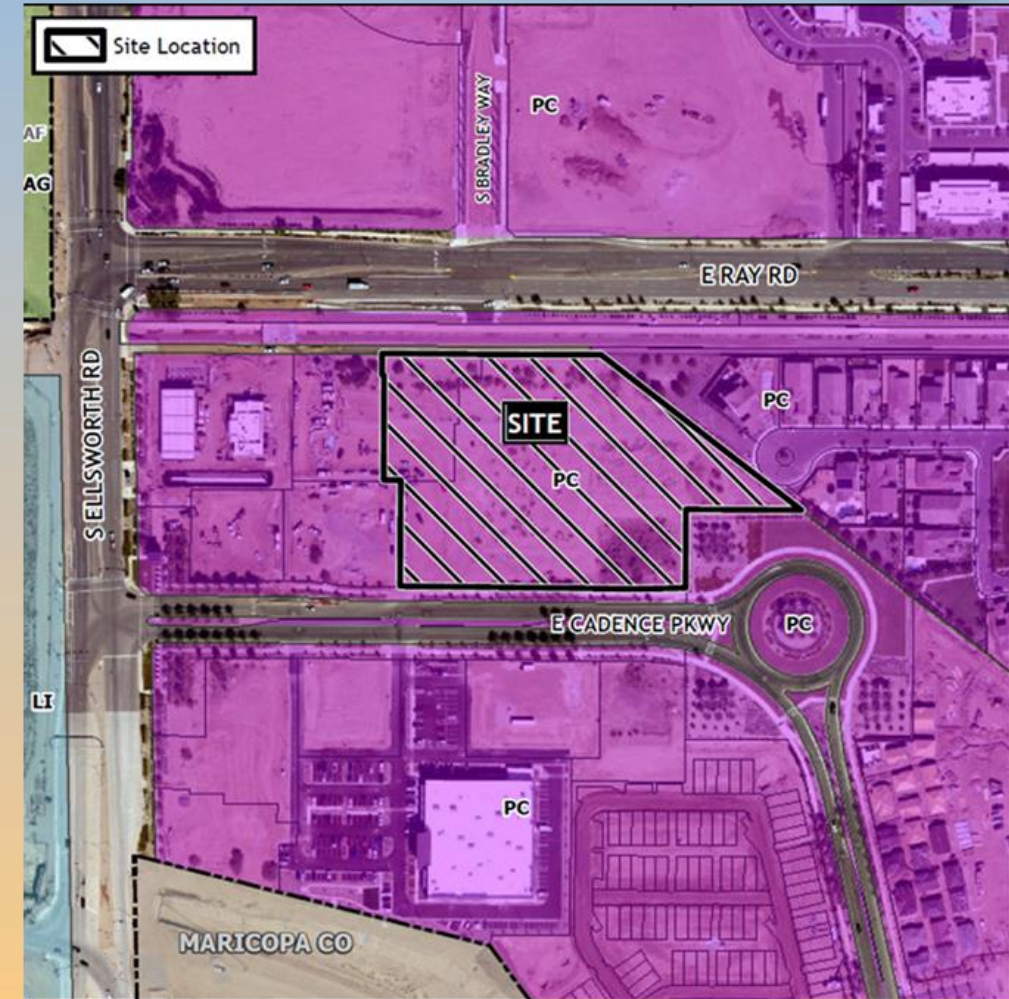 Site Location
PC
S BRADLEY WAY
AF
AG
E RAY RD
S ELLSWORTH RD
PC
SITE
PC
E CADENCE PKWY
PC
LI
PC
MARICOPA CO